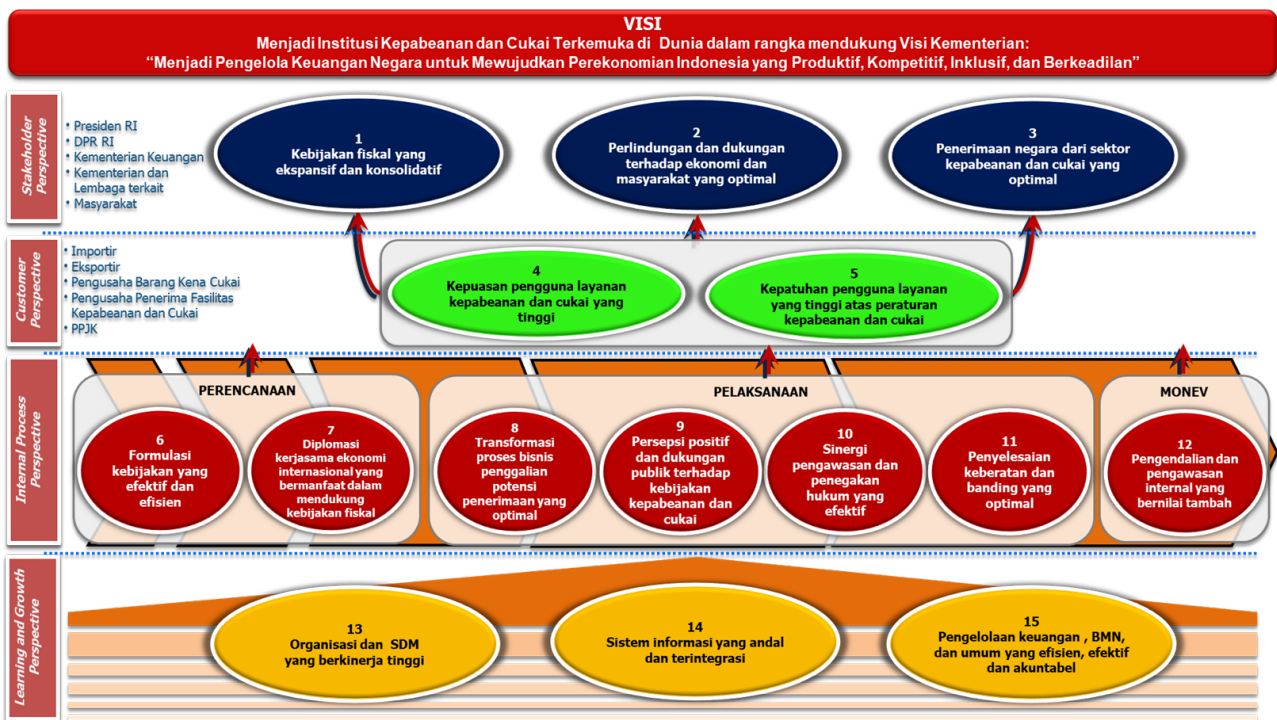 VISI
Menjadi Institusi Kepabeanan dan Cukai Terkemuka di Dunia dalam rangka mendukung Visi Kementerian:
“Menjadi Pengelola Keuangan Negara untuk Mewujudkan Perekonomian Indonesia yang Produktif, Kompetitif, Inklusif, dan Berkeadilan”
Stakeholder
Perspective
• Presiden RI
• DPR RI
• Kementerian Keuangan
• Kementerian dan
Lembaga terkait
• Masyarakat
1
Kebijakan fiskal yang
ekspansif dan konsolidatif
2
Perlindungan dan dukungan
terhadap ekonomi dan
masyarakat yang optimal
3
Penerimaan negara dari sektor
kepabeanan dan cukai yang
optimal
Customer
Perspective
• Importir
• Eksportir
• Pengusaha Barang Kena Cukai
• Pengusaha Penerima Fasilitas
Kepabeanan dan Cukai
• PPJK
4
Kepuasan pengguna layanan
kepabeanan dan cukai yang
tinggi
5
Kepatuhan pengguna layanan
yang tinggi atas peraturan
kepabeanan dan cukai
Internal Process
Perspective
PERENCANAAN
6
Formulasi
kebijakan yang
efektif dan
efisien
7
Diplomasi
kerjasama ekonomi
internasional yang
bermanfaat dalam
mendukung
kebijakan fiskal
PELAKSANAAN
8
Transformasi
proses bisnis
penggalian
potensi
penerimaan yang
optimal
9
Persepsi positif
dan dukungan
publik terhadap
kebijakan
kepabeanan dan
cukai
10
Sinergi
pengawasan dan
penegakan
hukum yang
efektif
11
Penyelesaian
keberatan dan
banding yang
optimal
MONEV
12
Pengendalian dan
pengawasan
internal yang
bernilai tambah
Learning and Growth
Perspective
13
Organisasi dan SDM
yang berkinerja tinggi
14
Sistem informasi yang andal
dan terintegrasi
15
Pengelolaan keuangan , BMN,
dan umum yang efisien, efektif
dan akuntabel